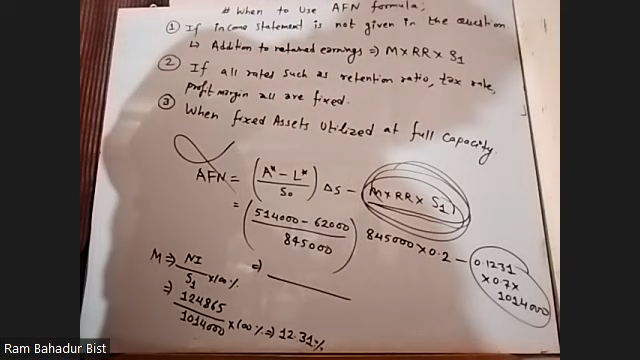 # When to Use AFN formula;
① If income statement is not given in the question
↳ Addition to retained earnings ⇒ M×RR×S1
② If all rates such as retention ratio, tax rate,
profit margin all are fixed.
③ When fixed Assets Utilized at full capacity.
AFN = (A* - L* / S0) ΔS - M×RR×S1
= (514000 - 62000 / 845000) 845000×0.2 - 0.1231 ×0.7× 1014000
M ⇒ NI / S1 ×100% ⇒
⇒ 124865 / 1014000 ×100% ⇒ 12.31%
Ram Bahadur Bist